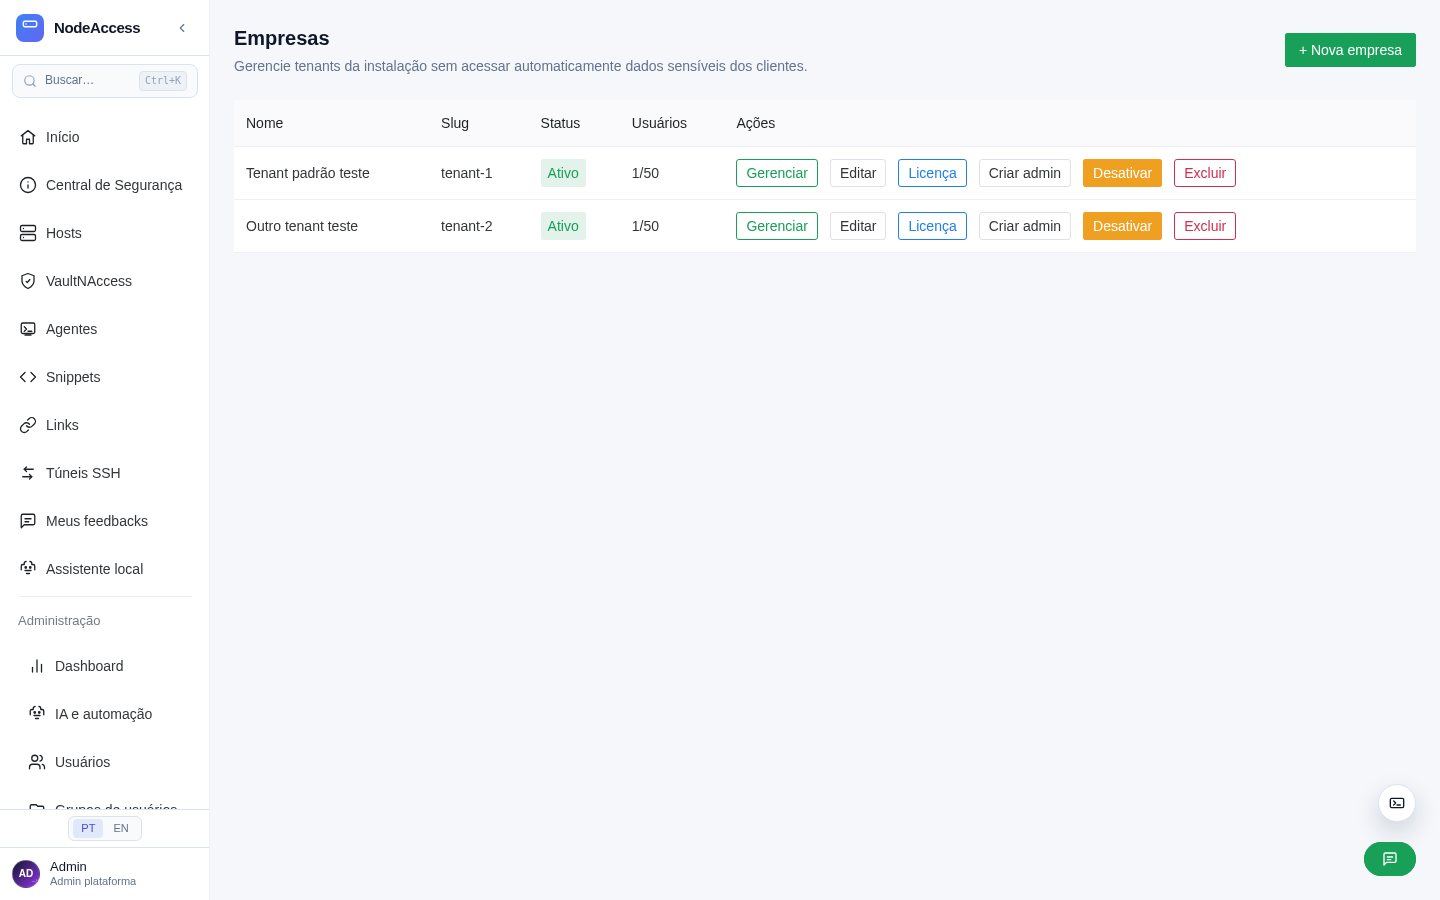 NodeAccess
Buscar… Ctrl+K
Início
Central de Segurança
Hosts
VaultNAccess
Agentes
Snippets
Links
Túneis SSH
Meus feedbacks
Assistente local
Administração
Dashboard
IA e automação
Usuários
Grupos de usuários
PT EN
AD Admin
Admin plataforma
Empresas
Gerencie tenants da instalação sem acessar automaticamente dados sensíveis dos clientes.
+ Nova empresa
Nome Slug Status Usuários Ações
Tenant padrão teste tenant-1 Ativo 1/50 Gerenciar Editar Licença Criar admin Desativar Excluir
Outro tenant teste tenant-2 Ativo 1/50 Gerenciar Editar Licença Criar admin Desativar Excluir